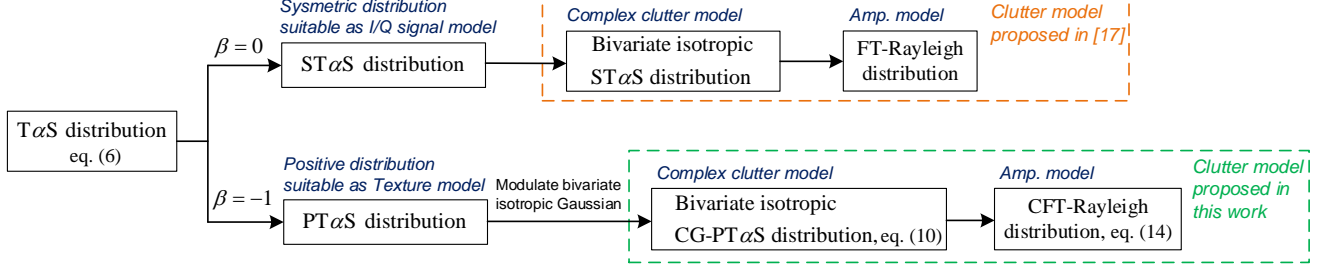 Sysmetric distribution
suitable as I/Q signal model
β = 0
STαS distribution
Complex clutter model
Bivariate isotropic
STαS distribution
Amp. model
FT-Rayleigh
distribution
Clutter model
proposed in [17]
TαS distribution
eq. (6)
Positive distribution
suitable as Texture model
β = −1
PTαS distribution
Modulate bivariate
isotropic Gaussian
Complex clutter model
Bivariate isotropic
CG-PTαS distribution, eq. (10)
Amp. model
CFT-Rayleigh
distribution, eq. (14)
Clutter model
proposed in
this work